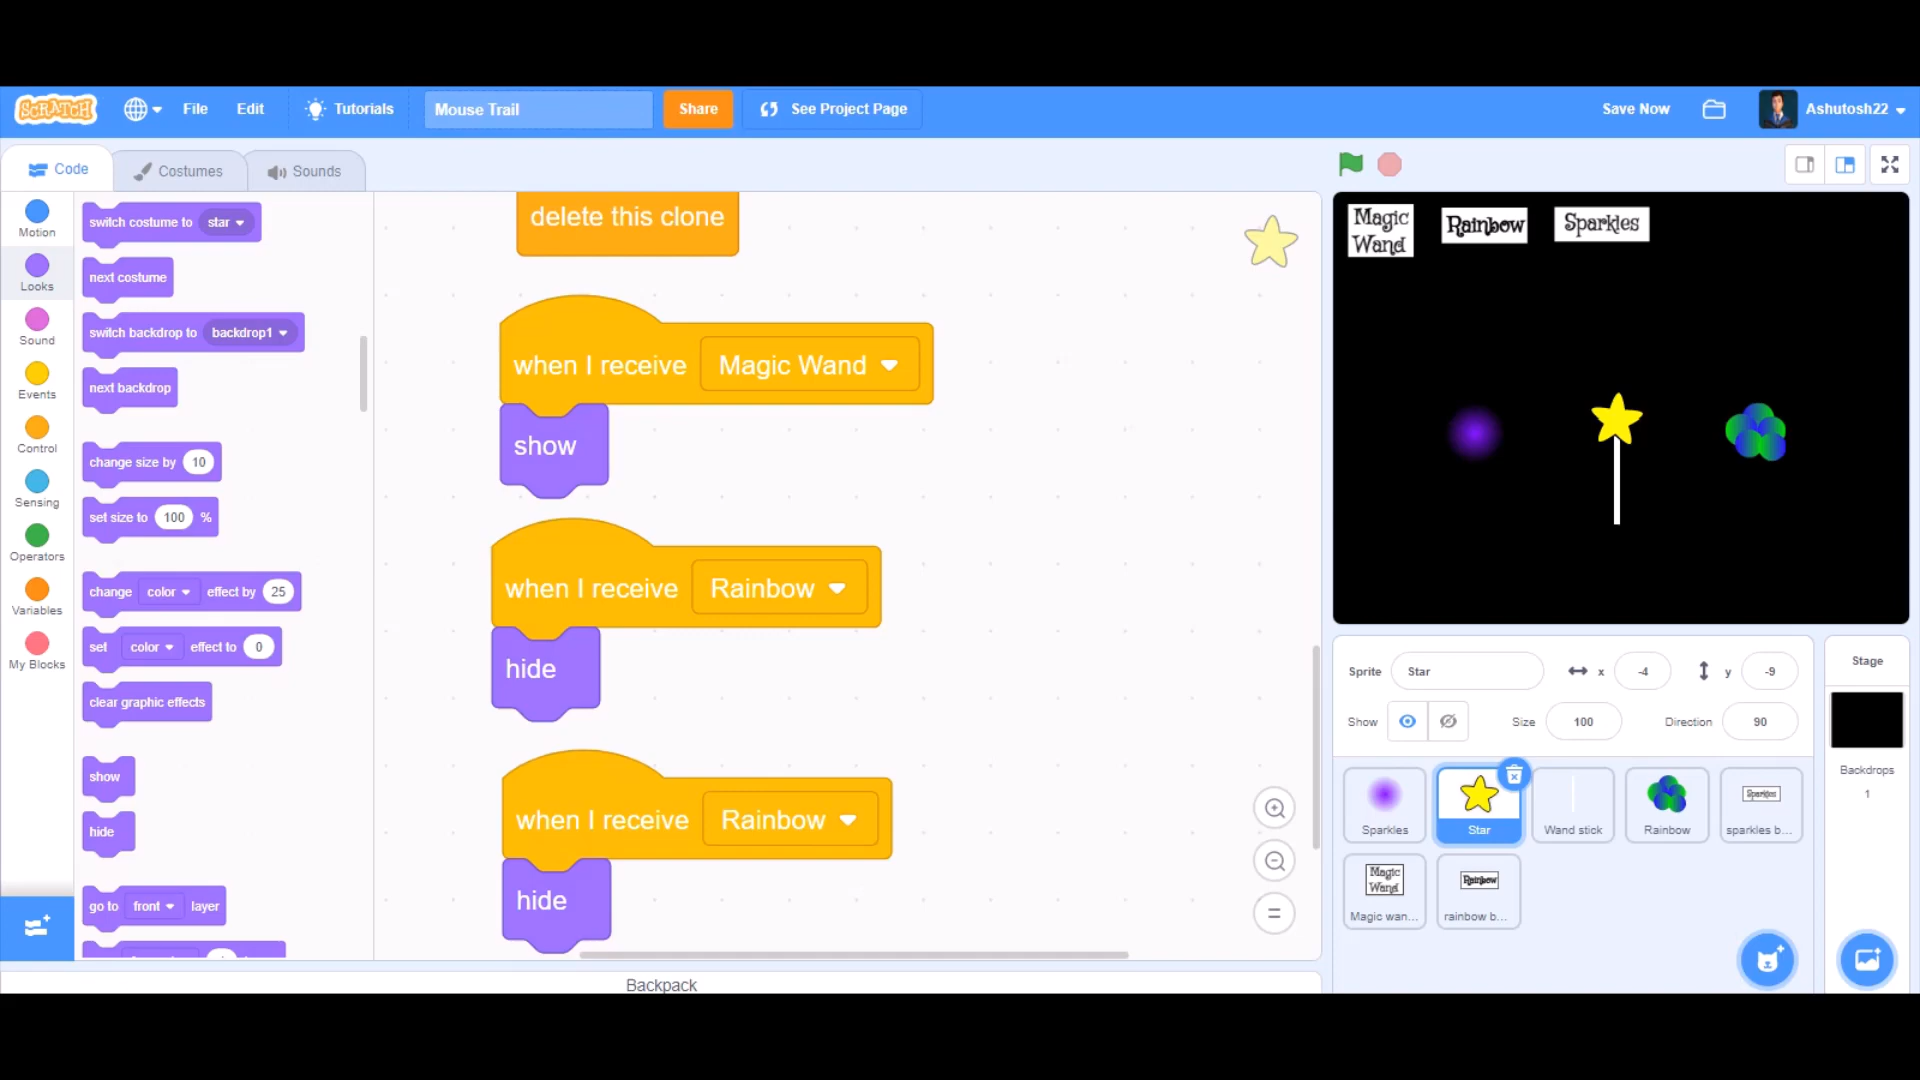 SCRATCH
File
Edit
Tutorials
Mouse Trail
Share
See Project Page
Save Now
Ashutosh22
Code
Costumes
Sounds
Motion
Looks
Sound
Events
Control
Sensing
Operators
Variables
My Blocks
switch costume to star
next costume
switch backdrop to backdrop1
next backdrop
change size by 10
set size to 100 %
change color effect by 25
set color effect to 0
clear graphic effects
show
hide
go to front layer
delete this clone
when I receive Magic Wand
show
when I receive Rainbow
hide
when I receive Rainbow
hide
Backpack
Magic
Wand
Rainbow
Sparkles
Sprite Star x -4 y -9
Show Size 100 Direction 90
Sparkles
Star
Wand stick
Rainbow
Sparkles
sparkles b...
Magic
Wand
Magic wan...
Rainbow
rainbow b...
Stage
Backdrops
1